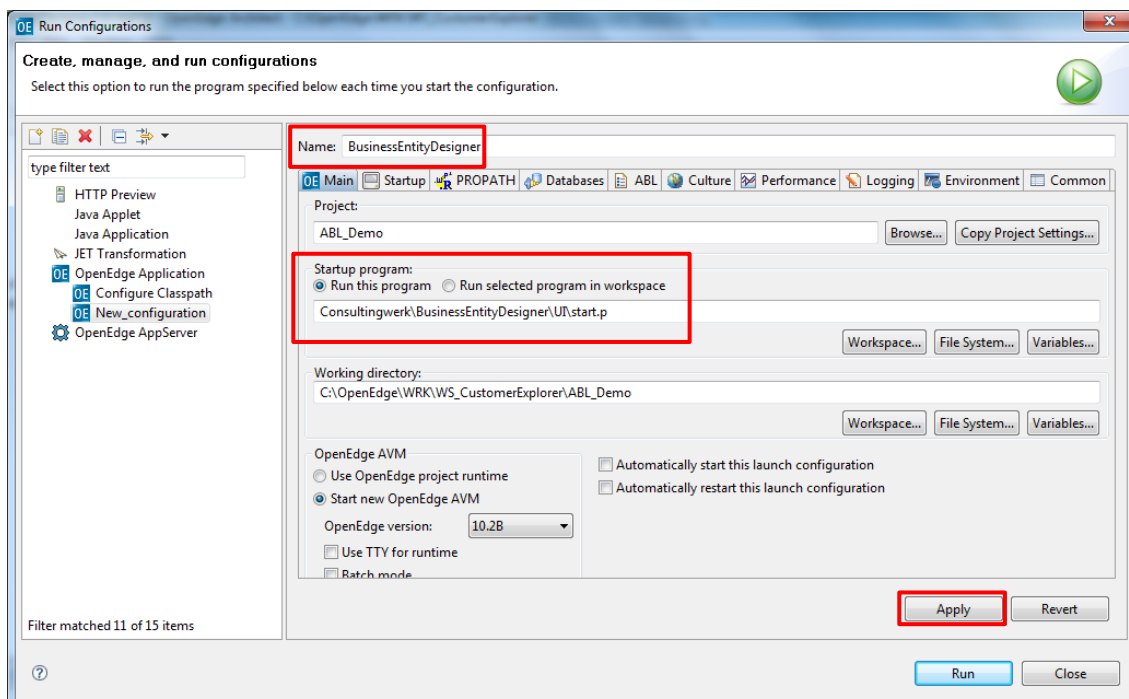 OE Run Configurations
Create, manage, and run configurations
Select this option to run the program specified below each time you start the configuration.
type filter text
HTTP Preview
Java Applet
Java Application
JET Transformation
OE OpenEdge Application
OE Configure Classpath
OE New_configuration
OpenEdge AppServer
Filter matched 11 of 15 items
Name: BusinessEntityDesigner
OE Main Startup PROPATH Databases ABL Culture Performance Logging Environment Common
Project:
ABL_Demo Browse... Copy Project Settings...
Startup program:
Run this program Run selected program in workspace
Consultingwerk\BusinessEntityDesigner\UI\start.p
Workspace... File System... Variables...
Working directory:
C:\OpenEdge\WRK\WS_CustomerExplorer\ABL_Demo
Workspace... File System... Variables...
OpenEdge AVM
Use OpenEdge project runtime
Start new OpenEdge AVM
OpenEdge version: 10.2B
Use TTY for runtime
Batch mode
Automatically start this launch configuration
Automatically restart this launch configuration
Apply Revert
Run Close